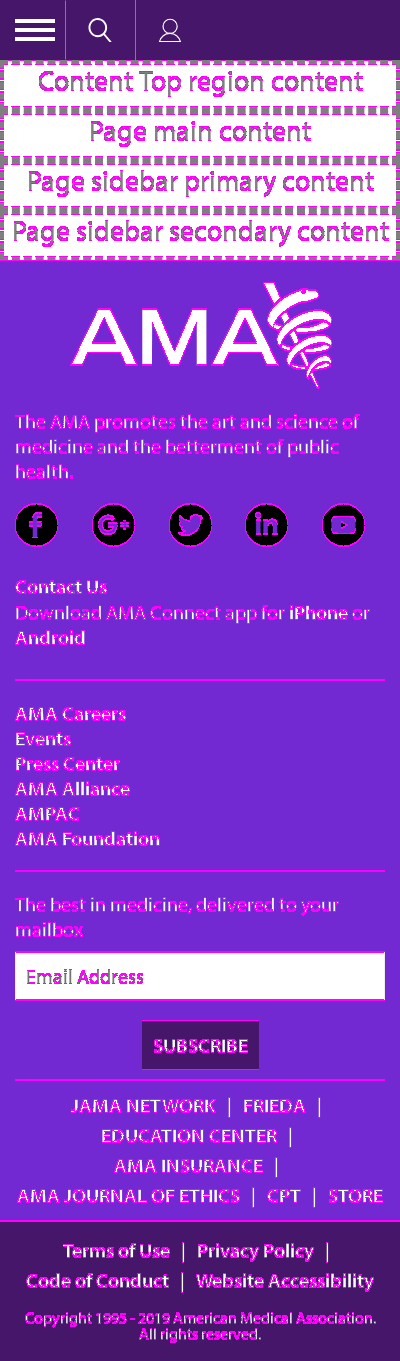 Content Top region content
Page main content
Page sidebar primary content
Page sidebar secondary content
AMA
The AMA promotes the art and science of
medicine and the betterment of public
health.
Contact Us
Download AMA Connect app for iPhone or
Android
AMA Careers
Events
Press Center
AMA Alliance
AMPAC
AMA Foundation
The best in medicine, delivered to your
mailbox
Email Address
SUBSCRIBE
JAMA NETWORK | FRIEDA |
EDUCATION CENTER |
AMA INSURANCE |
AMA JOURNAL OF ETHICS | CPT | STORE
Terms of Use | Privacy Policy |
Code of Conduct | Website Accessibility
Copyright 1995 - 2019 American Medical Association.
All rights reserved.